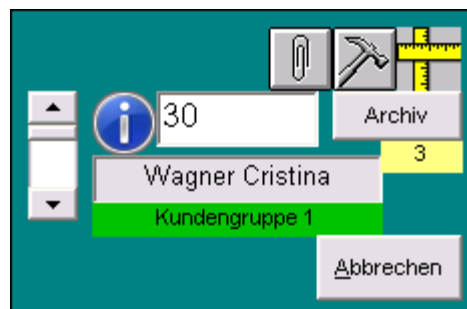 30
Archiv
3
Wagner Cristina
Kundengruppe 1
Abbrechen